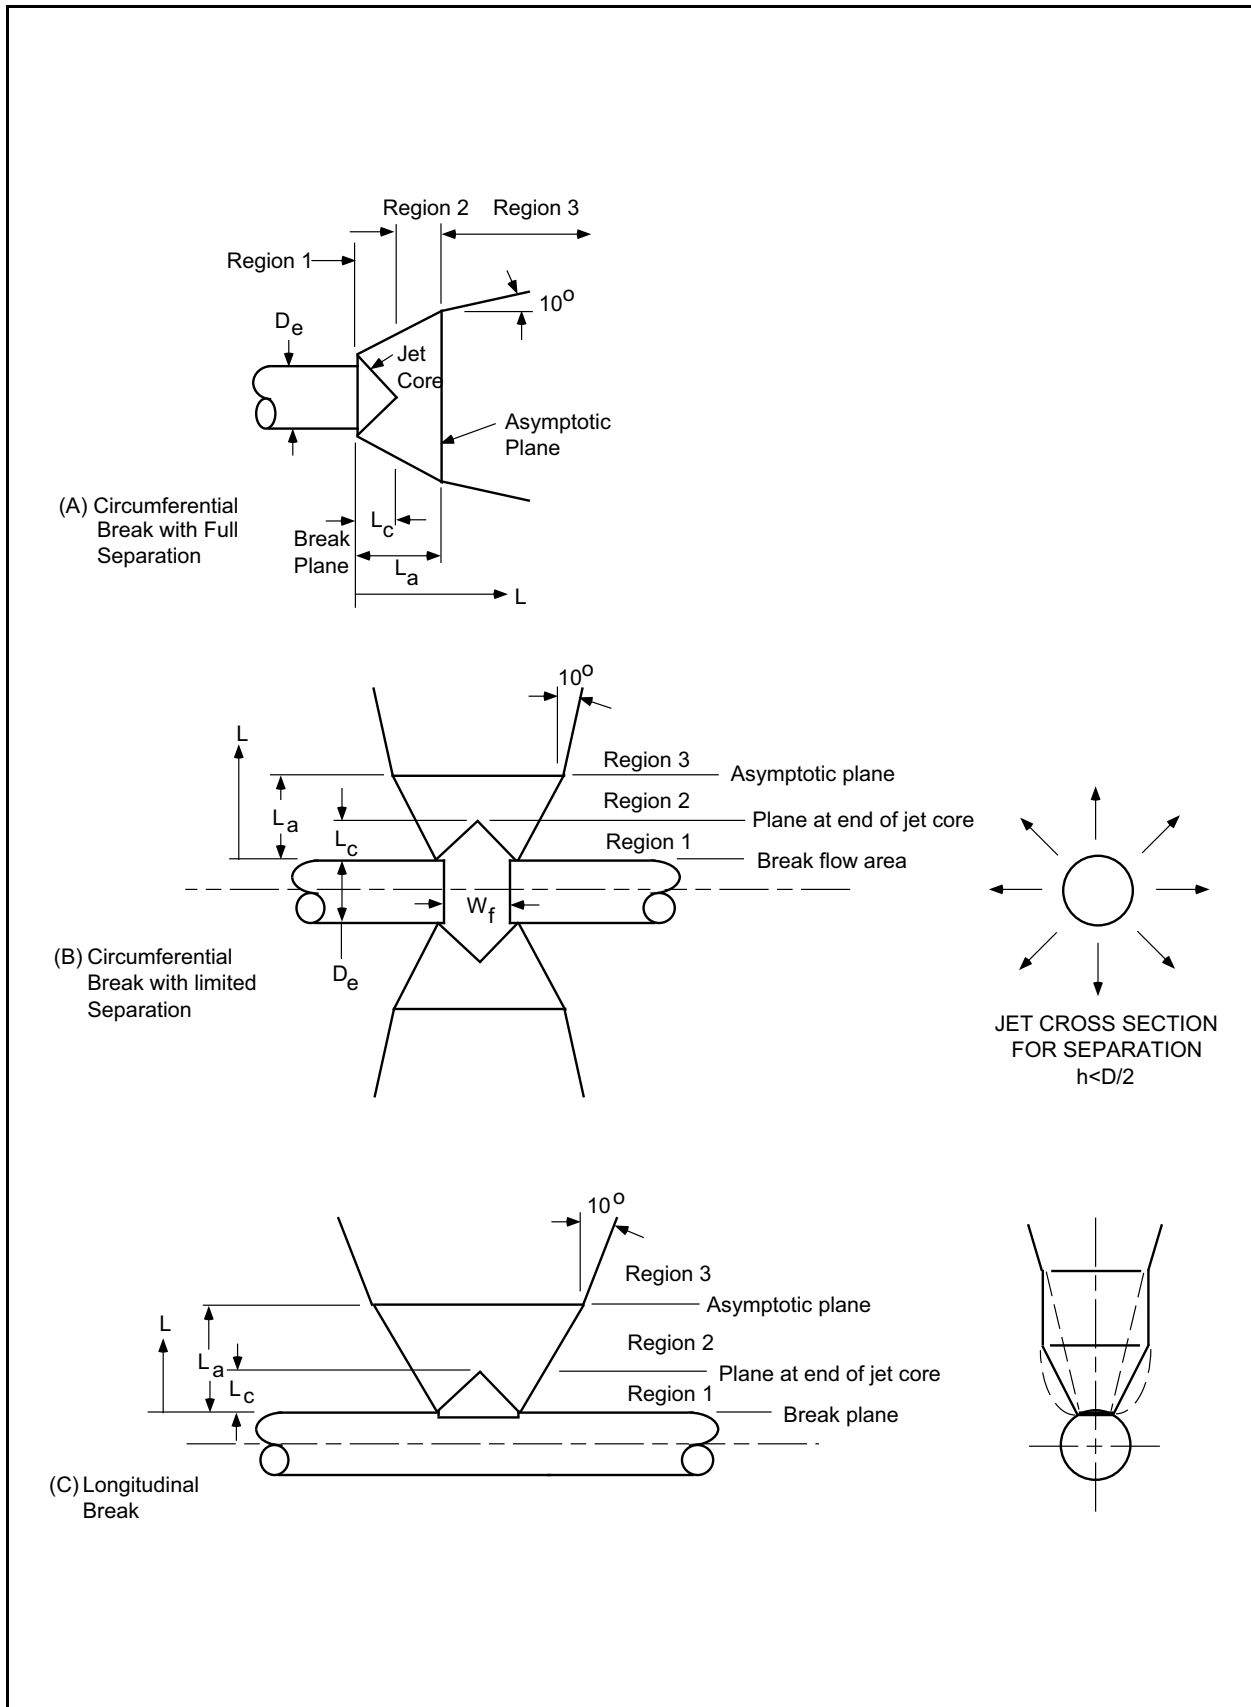 Region 2
Region 3
Region 1
10o
De
Jet
Core
Asymptotic
Plane
(A) Circumferential
Break with Full
Separation
Lc
Break
Plane
La
L
10o
L
Region 3
Asymptotic plane
Region 2
La
Plane at end of jet core
Lc
Region 1
Break flow area
Wf
(B) Circumferential
Break with limited
Separation
De
JET CROSS SECTION
FOR SEPARATION
h<D/2
10o
Region 3
Asymptotic plane
L
Region 2
La
Plane at end of jet core
Lc
Region 1
Break plane
(C) Longitudinal
Break